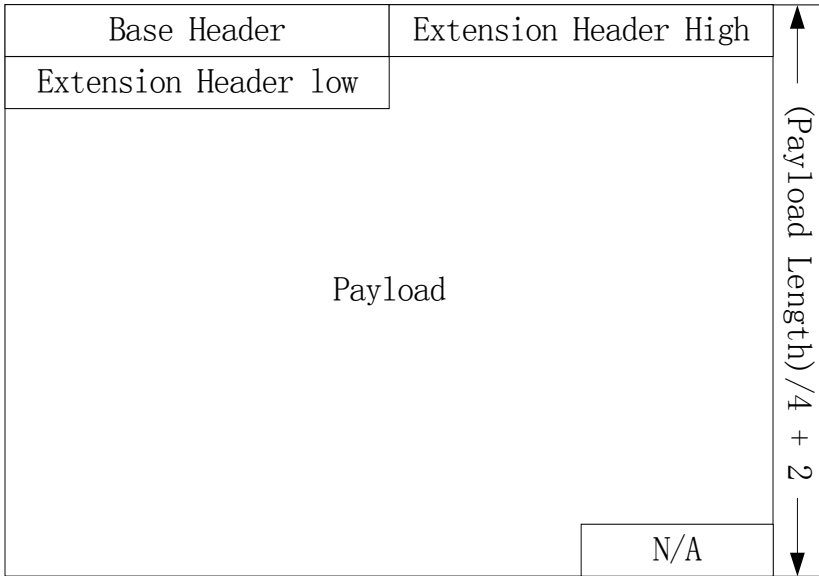 Base Header
Extension Header High
Extension Header low
Payload
(Payload Length)/4 + 2
N/A